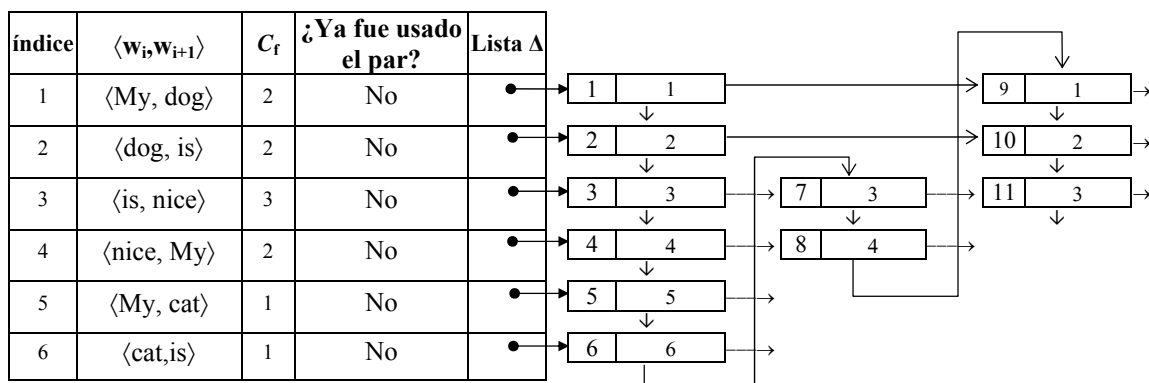 índice ⟨wᵢ,wᵢ₊₁⟩ C_f ¿Ya fue usado el par? Lista Δ
1 ⟨My, dog⟩ 2 No 1 1 9 1
2 ⟨dog, is⟩ 2 No 2 2 10 2
3 ⟨is, nice⟩ 3 No 3 3 7 3 11 3
4 ⟨nice, My⟩ 2 No 4 4 8 4
5 ⟨My, cat⟩ 1 No 5 5
6 ⟨cat,is⟩ 1 No 6 6